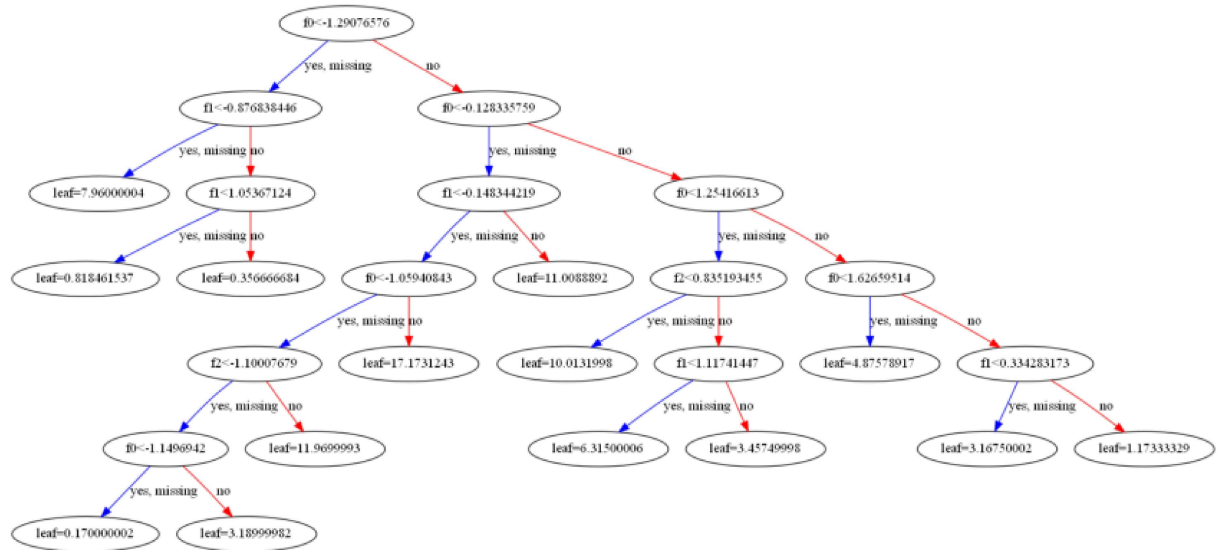 f0<-1.29076576
yes, missing no
f1<-0.876838446 f0<-0.128335759
yes, missing no yes, missing no
leaf=7.96000004 f1<1.05367124 f1<-0.148344219 f0<1.25416613
yes, missing no yes, missing no yes, missing no
leaf=0.818461537 leaf=0.356666684 f0<-1.05940843 leaf=11.0088892 f2<0.835193455 f0<1.62659514
yes, missing no yes, missing no yes, missing no
f2<-1.10007679 leaf=17.1731243 leaf=10.0131998 f1<1.11741447 leaf=4.87578917 f1<0.334283173
yes, missing no yes, missing no yes, missing no
f0<-1.1496942 leaf=11.9699993 leaf=6.31500006 leaf=3.45749998 leaf=3.16750002 leaf=1.17333329
yes, missing no
leaf=0.170000002 leaf=3.18999982